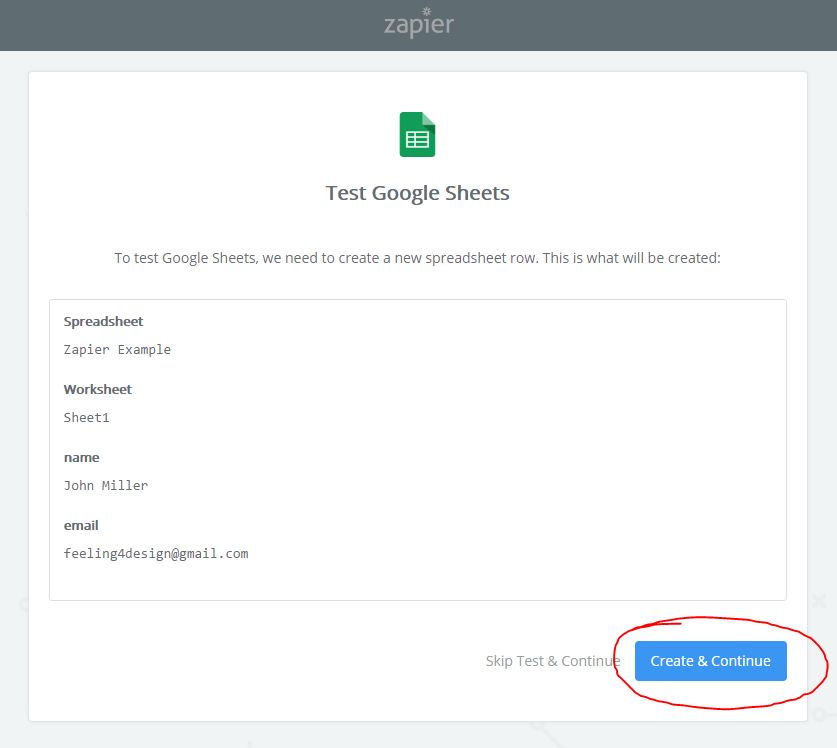 zapier
Test Google Sheets
To test Google Sheets, we need to create a new spreadsheet row. This is what will be created:
Spreadsheet
Zapier Example
Worksheet
Sheet1
name
John Miller
email
feeling4design@gmail.com
Skip Test & Continue
Create & Continue